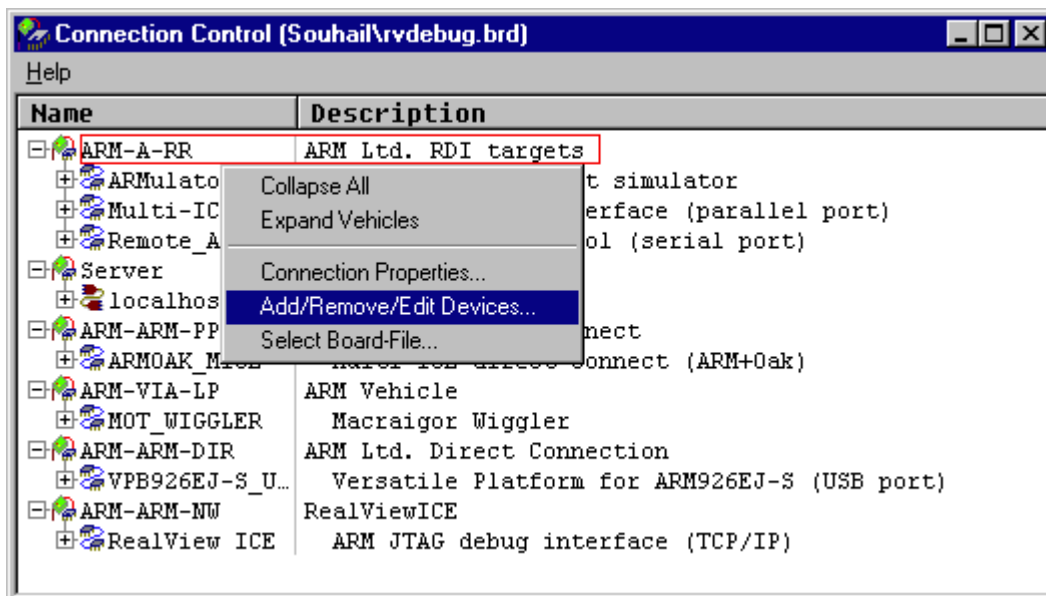 Connection Control (Souhail\rvdebug.brd)
Help
Name Description
ARM-A-RR ARM Ltd. RDI targets
ARMulato t simulator
Multi-IC erface (parallel port)
Remote_A ol (serial port)
Server
localhos
ARM-ARM-PP nect
(ARM+Oak)
ARM-VIA-LP ARM Vehicle
MOT_WIGGLER Macraigor Wiggler
ARM-ARM-DIR ARM Ltd. Direct Connection
VPB926EJ-S_U… Versatile Platform for ARM926EJ-S (USB port)
ARM-ARM-NW RealViewICE
RealView ICE ARM JTAG debug interface (TCP/IP)
Collapse All
Expand Vehicles
Connection Properties...
Add/Remove/Edit Devices...
Select Board-File...